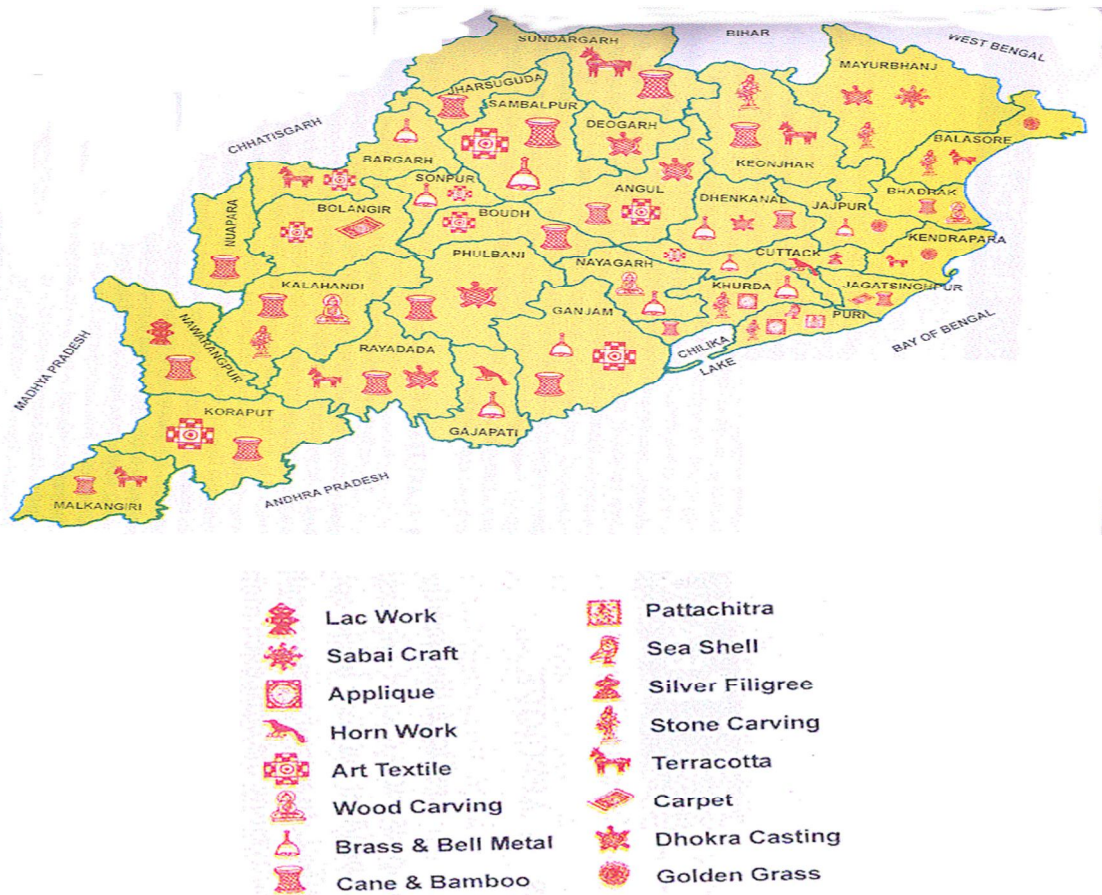 SUNDARGARH
BIHAR
WEST BENGAL
MAYURBHANJ
JHARSUGUDA
SAMBALPUR
DEOGARH
CHHATISGARH
BARGARH
KEONJHAR
BALASORE
SONPUR
ANGUL
BHADRAK
NUAPARA
BOLANGIR
BOUDH
DHENKANAL
JAJPUR
KENDRAPARA
PHULBANI
NAYAGARH
CUTTACK
KALAHANDI
KHURDA
JAGATSINGHPUR
GANJAM
PURI
NAWARANGPUR
CHILIKA
LAKE
BAY OF BENGAL
MADHYA PRADESH
RAYADADA
KORAPUT
GAJAPATI
ANDHRA PRADESH
MALKANGIRI
Lac Work
Sabai Craft
Applique
Horn Work
Art Textile
Wood Carving
Brass & Bell Metal
Cane & Bamboo
Pattachitra
Sea Shell
Silver Filigree
Stone Carving
Terracotta
Carpet
Dhokra Casting
Golden Grass